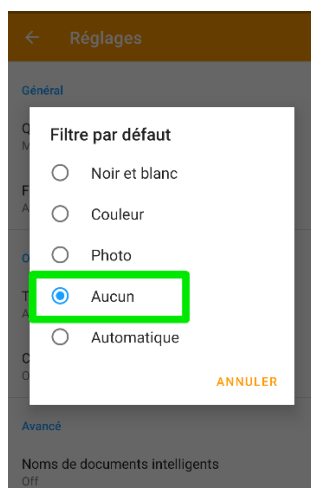 Réglages
Général
Q
M
Filtre par défaut
Noir et blanc
F
A
Couleur
Photo
O
Aucun
T
A
Automatique
C
O
ANNULER
Avancé
Noms de documents intelligents
Off